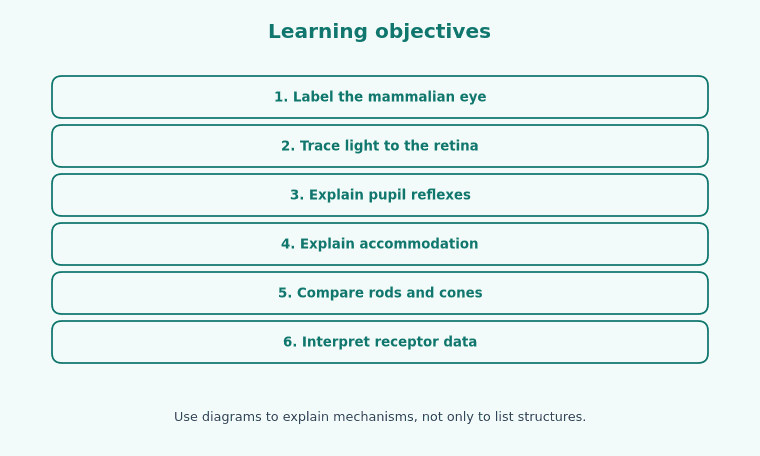 Learning objectives
1. Label the mammalian eye
2. Trace light to the retina
3. Explain pupil reflexes
4. Explain accommodation
5. Compare rods and cones
6. Interpret receptor data
Use diagrams to explain mechanisms, not only to list structures.